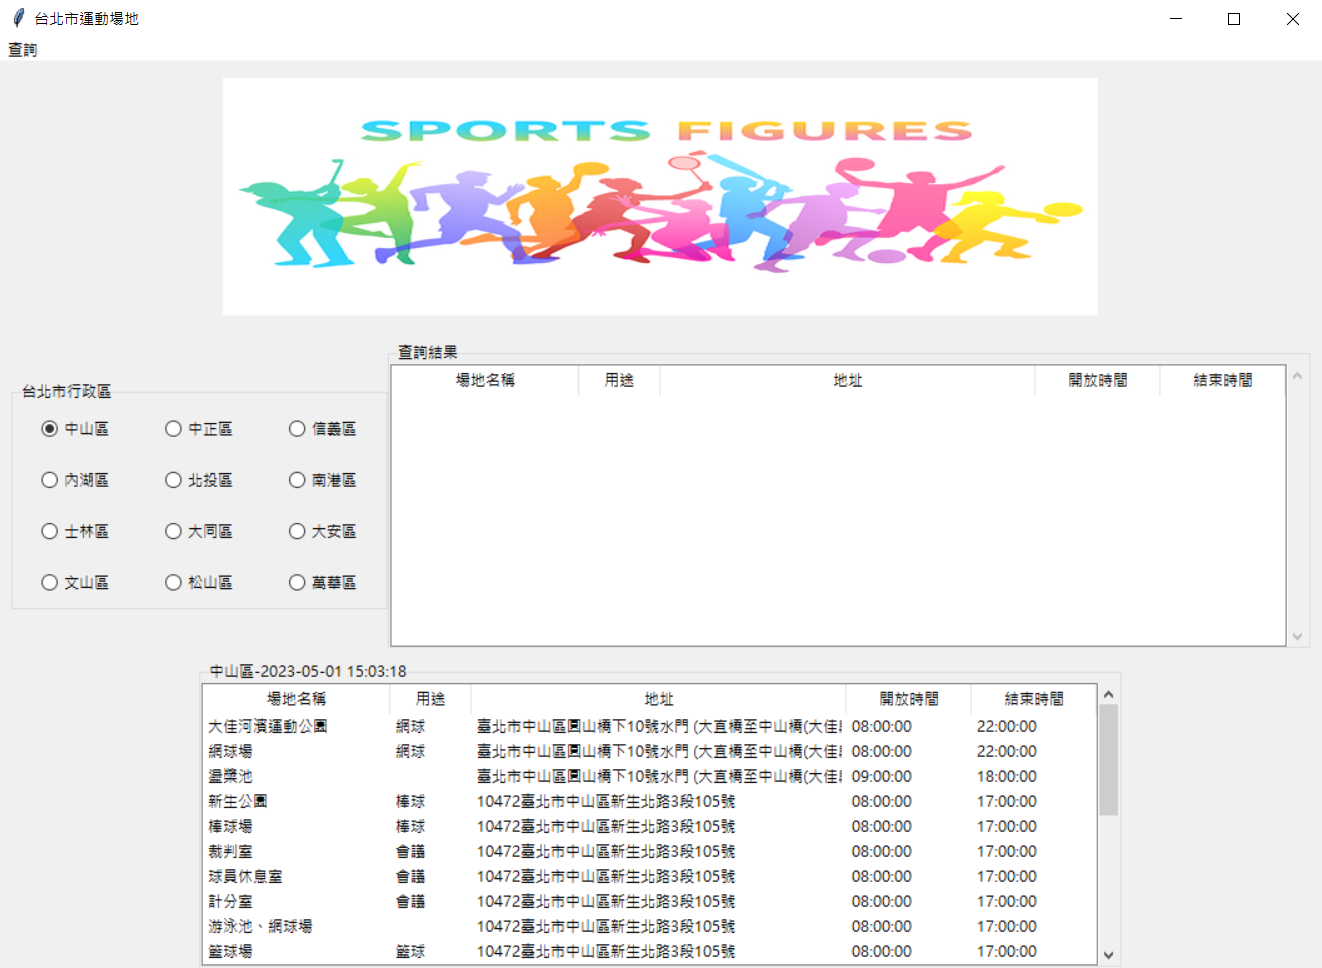 台北市運動場地
查詢
SPORTS FIGURES
查詢結果
場地名稱 用途 地址 開放時間 結束時間
台北市行政區
中山區 中正區 信義區
內湖區 北投區 南港區
士林區 大同區 大安區
文山區 松山區 萬華區
中山區-2023-05-01 15:03:18
場地名稱 用途 地址 開放時間 結束時間
大佳河濱運動公園 網球 臺北市中山區圓山橋下10號水門 (大直橋至中山橋(大佳 08:00:00 22:00:00
網球場 網球 臺北市中山區圓山橋下10號水門 (大直橋至中山橋(大佳 08:00:00 22:00:00
盪槳池 臺北市中山區圓山橋下10號水門 (大直橋至中山橋(大佳 09:00:00 18:00:00
新生公園 棒球 10472臺北市中山區新生北路3段105號 08:00:00 17:00:00
棒球場 棒球 10472臺北市中山區新生北路3段105號 08:00:00 17:00:00
裁判室 會議 10472臺北市中山區新生北路3段105號 08:00:00 17:00:00
球員休息室 會議 10472臺北市中山區新生北路3段105號 08:00:00 17:00:00
計分室 會議 10472臺北市中山區新生北路3段105號 08:00:00 17:00:00
游泳池、網球場 10472臺北市中山區新生北路3段105號 08:00:00 17:00:00
籃球場 籃球 10472臺北市中山區新生北路3段105號 08:00:00 17:00:00